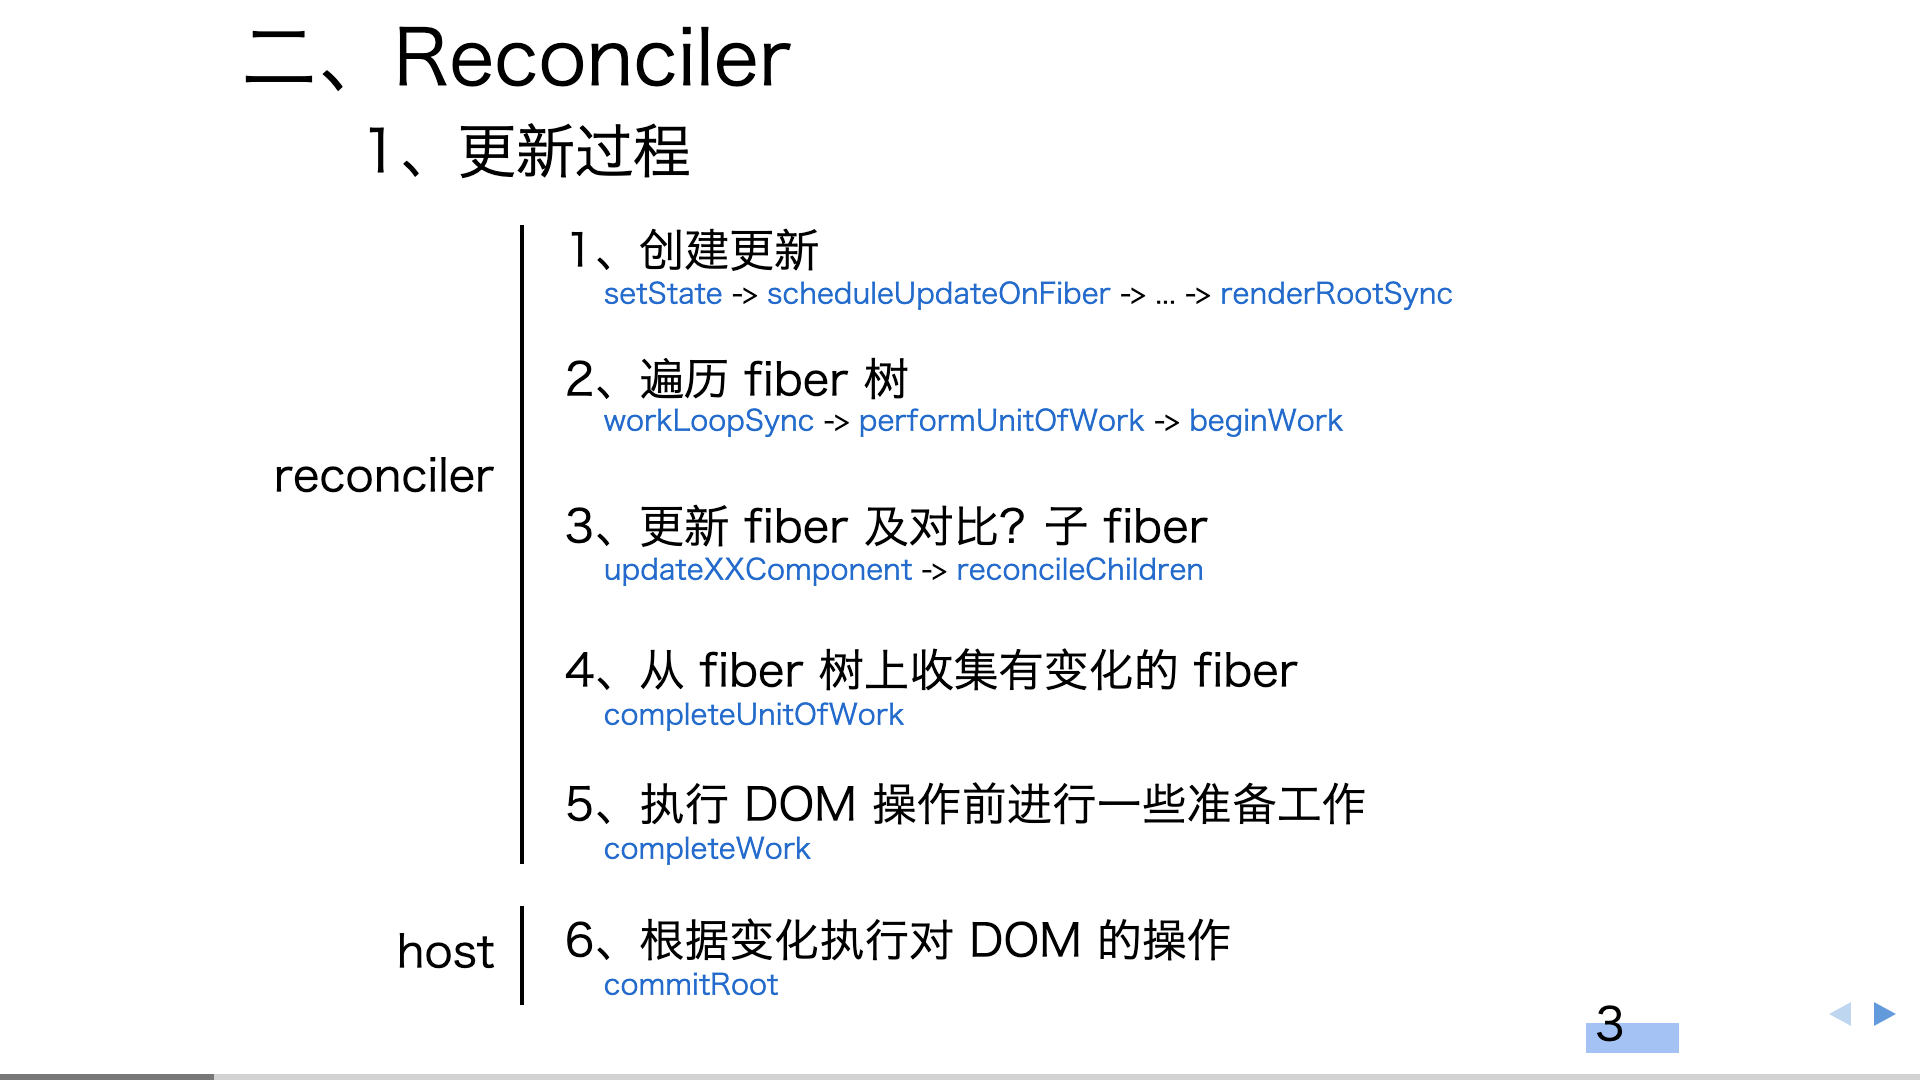 二、Reconciler
1、更新过程
reconciler
1、创建更新
setState -> scheduleUpdateOnFiber -> ... -> renderRootSync
2、遍历 fiber 树
workLoopSync -> performUnitOfWork -> beginWork
3、更新 fiber 及对比？子 fiber
updateXXComponent -> reconcileChildren
4、从 fiber 树上收集有变化的 fiber
completeUnitOfWork
5、执行 DOM 操作前进行一些准备工作
completeWork
host
6、根据变化执行对 DOM 的操作
commitRoot
3